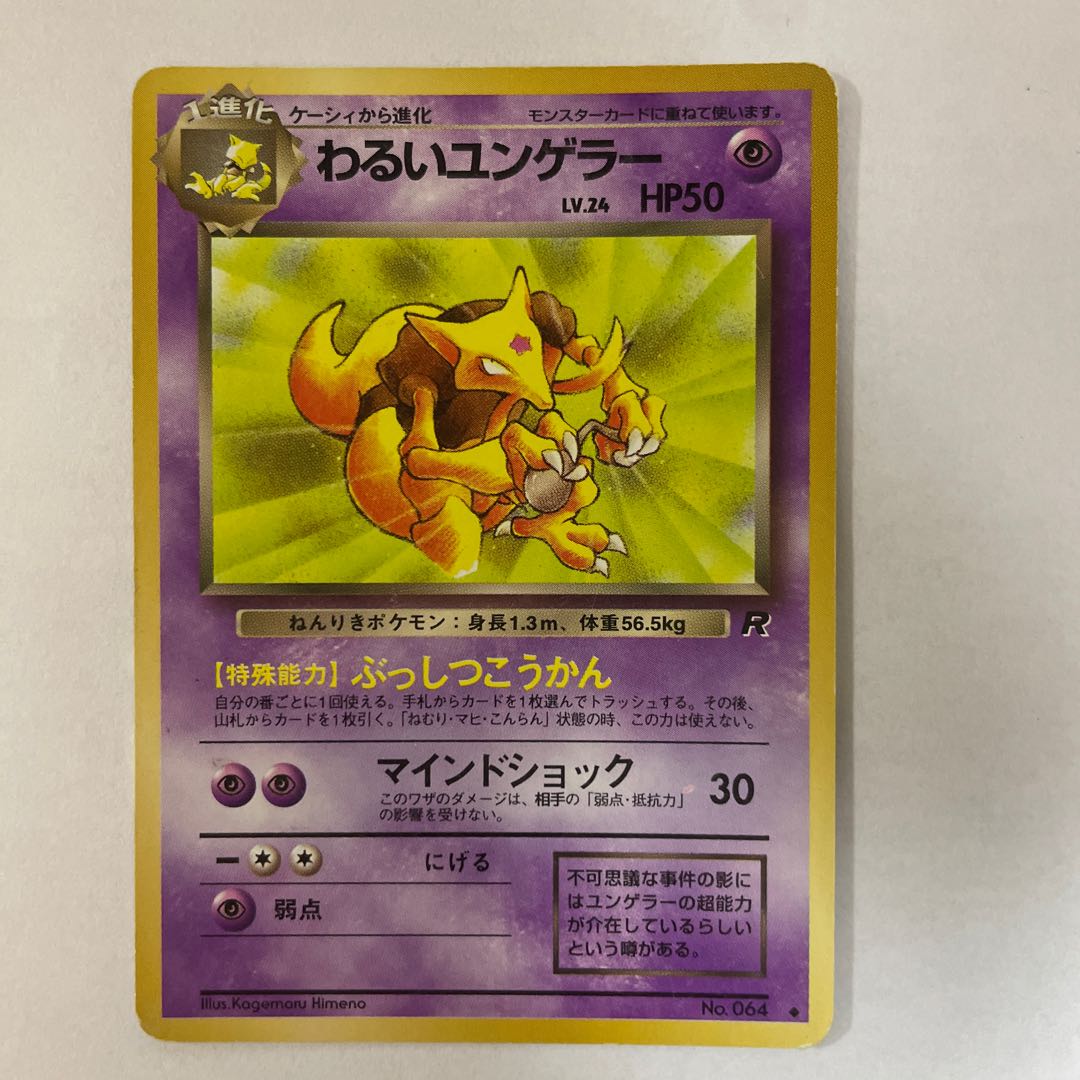 1進化
ケーシィから進化
モンスターカードに重ねて使います。
わるいユンゲラー
LV.24 HP50
ねんりきポケモン：身長1.3m、体重56.5kg
R
【特殊能力】ぶっしつこうかん
自分の番ごとに1回使える。手札からカードを1枚選んでトラッシュする。その後、
山札からカードを1枚引く。「ねむり・マヒ・こんらん」状態の時、この力は使えない。
マインドショック 30
このワザのダメージは、相手の「弱点・抵抗力」
の影響を受けない。
ー にげる
弱点
不可思議な事件の影に
はユンゲラーの超能力
が介在しているらしい
という噂がある。
Illus.Kagemaru Himeno
No. 064 ◆